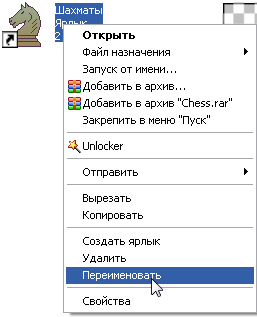 Шахматы
Ярлык
2
Открыть
Файл назначения
Запуск от имени...
Добавить в архив...
Добавить в архив "Chess.rar"
Закрепить в меню "Пуск"
Unlocker
Отправить
Вырезать
Копировать
Создать ярлык
Удалить
Переименовать
Свойства